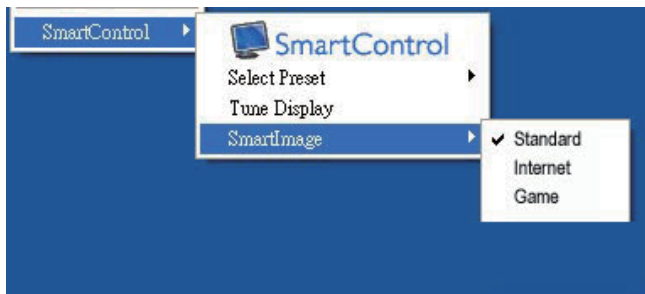 SmartControl
SmartControl
Select Preset
Tune Display
SmartImage
Standard
Internet
Game